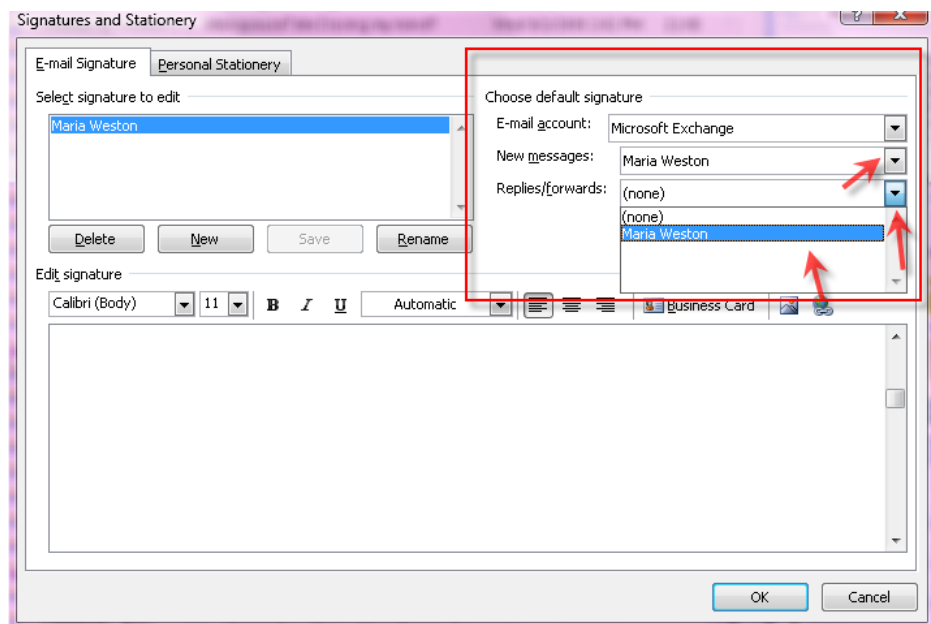 Signatures and Stationery
E-mail Signature Personal Stationery
Select signature to edit
Maria Weston
Delete New Save Rename
Choose default signature
E-mail account: Microsoft Exchange
New messages: Maria Weston
Replies/forwards: (none)
(none)
Maria Weston
Edit signature
Calibri (Body) 11 B I U Automatic Business Card
OK Cancel